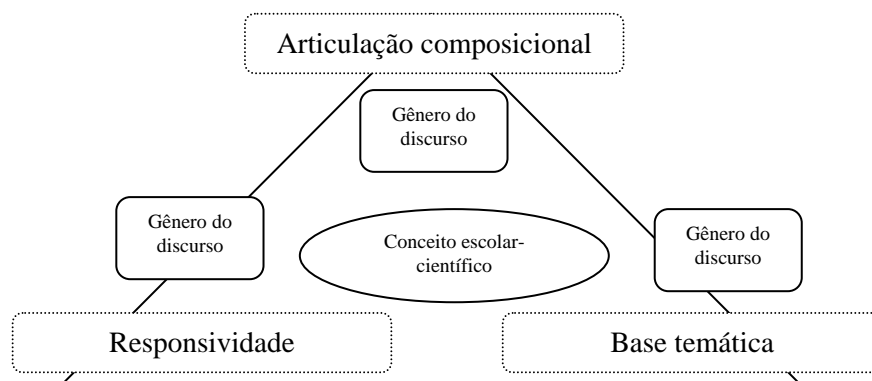 Articulação composicional
Gênero do
discurso
Gênero do
discurso
Conceito escolar-
científico
Gênero do
discurso
Responsividade
Base temática